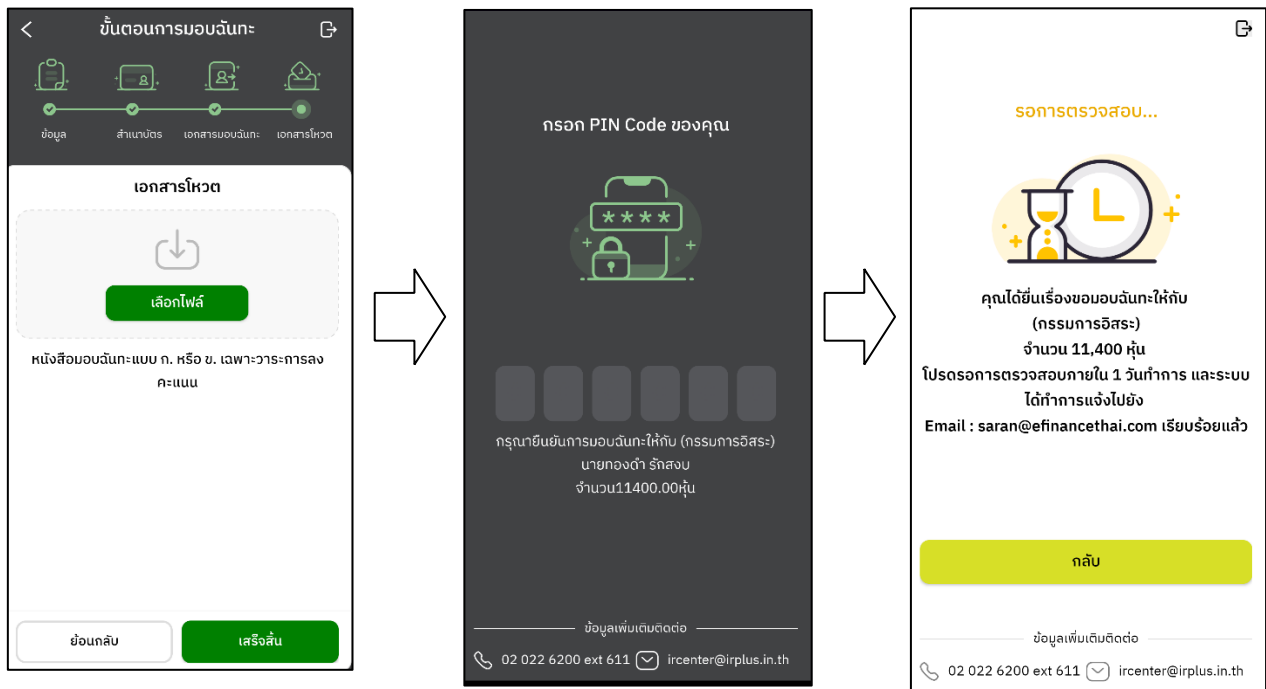 ขั้นตอนการมอบฉันทะ
ข้อมูล
สำเนาบัตร
เอกสารมอบฉันทะ
เอกสารโหวต
เอกสารโหวต
เลือกไฟล์
หนังสือมอบฉันทะแบบ ก. หรือ ข. เฉพาะวาระการลง
คะแนน
ย้อนกลับ
เสร็จสิ้น
กรอก PIN Code ของคุณ
****
กรุณายืนยันการมอบฉันทะให้กับ (กรรมการอิสระ)
นายทองดำ รักสงบ
จำนวน11400.00หุ้น
ข้อมูลเพิ่มเติมติดต่อ
02 022 6200 ext 611 ircenter@irplus.in.th
รอการตรวจสอบ...
คุณได้ยื่นเรื่องขอมอบฉันทะให้กับ
(กรรมการอิสระ)
จำนวน 11,400 หุ้น
โปรดรอการตรวจสอบภายใน 1 วันทำการ และระบบ
ได้ทำการแจ้งไปยัง
Email : saran@efinancethai.com เรียบร้อยแล้ว
กลับ
ข้อมูลเพิ่มเติมติดต่อ
02 022 6200 ext 611 ircenter@irplus.in.th